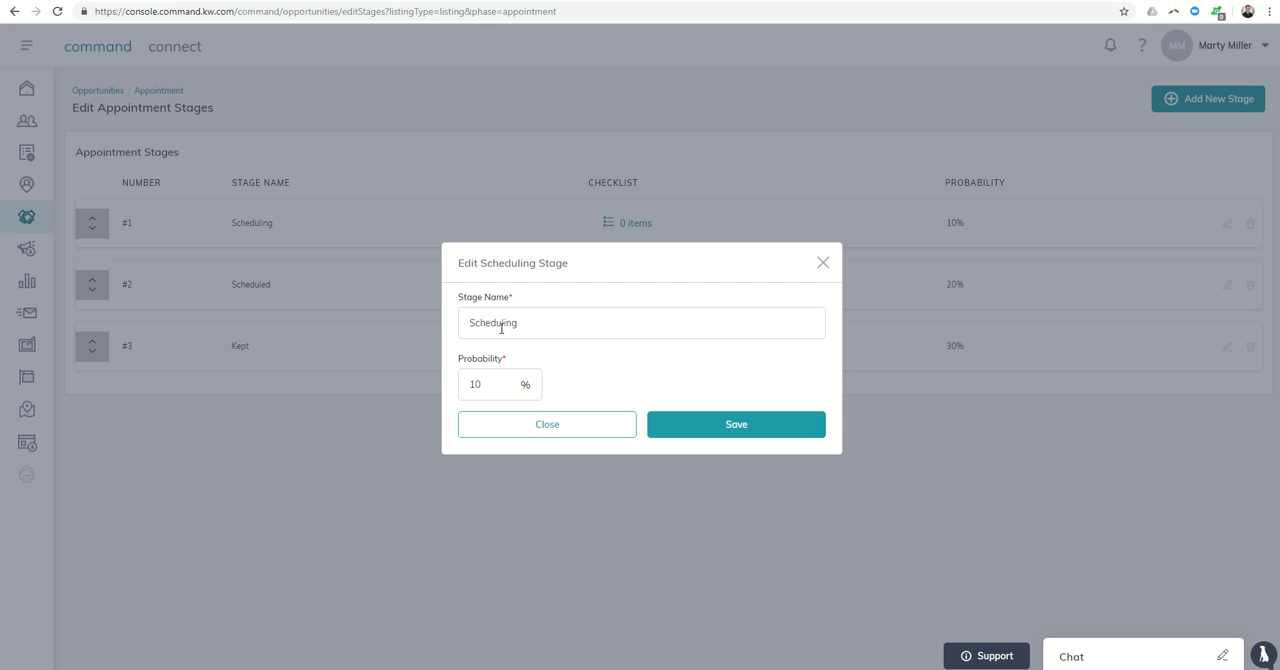 https://console.command.kw.com/command/opportunities/editStages?listingType=listing&phase=appointment
0
command connect
? MM Marty Miller
Opportunities / Appointment
Edit Appointment Stages
Add New Stage
Appointment Stages
NUMBER STAGE NAME CHECKLIST PROBABILITY
#1 Scheduling 0 items 10%
#2 Scheduled 20%
#3 Kept 30%
Edit Scheduling Stage
Stage Name*
Scheduling
Probability*
10 %
Close Save
Support Chat